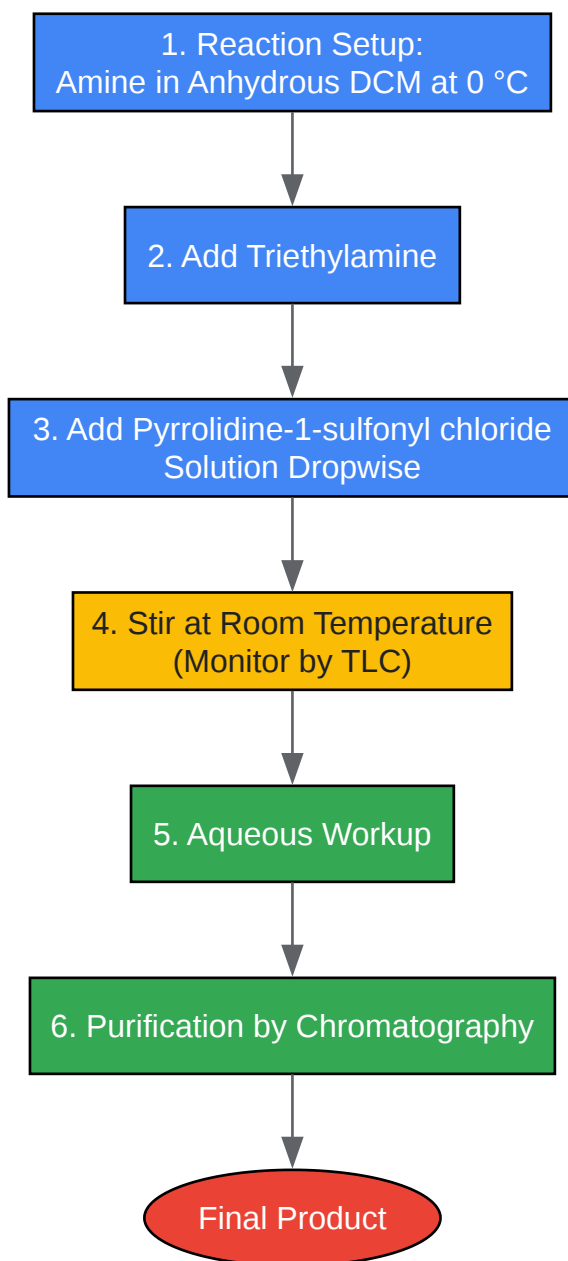 1. Reaction Setup:
Amine in Anhydrous DCM at 0 °C
2. Add Triethylamine
3. Add Pyrrolidine-1-sulfonyl chloride
Solution Dropwise
4. Stir at Room Temperature
(Monitor by TLC)
5. Aqueous Workup
6. Purification by Chromatography
Final Product